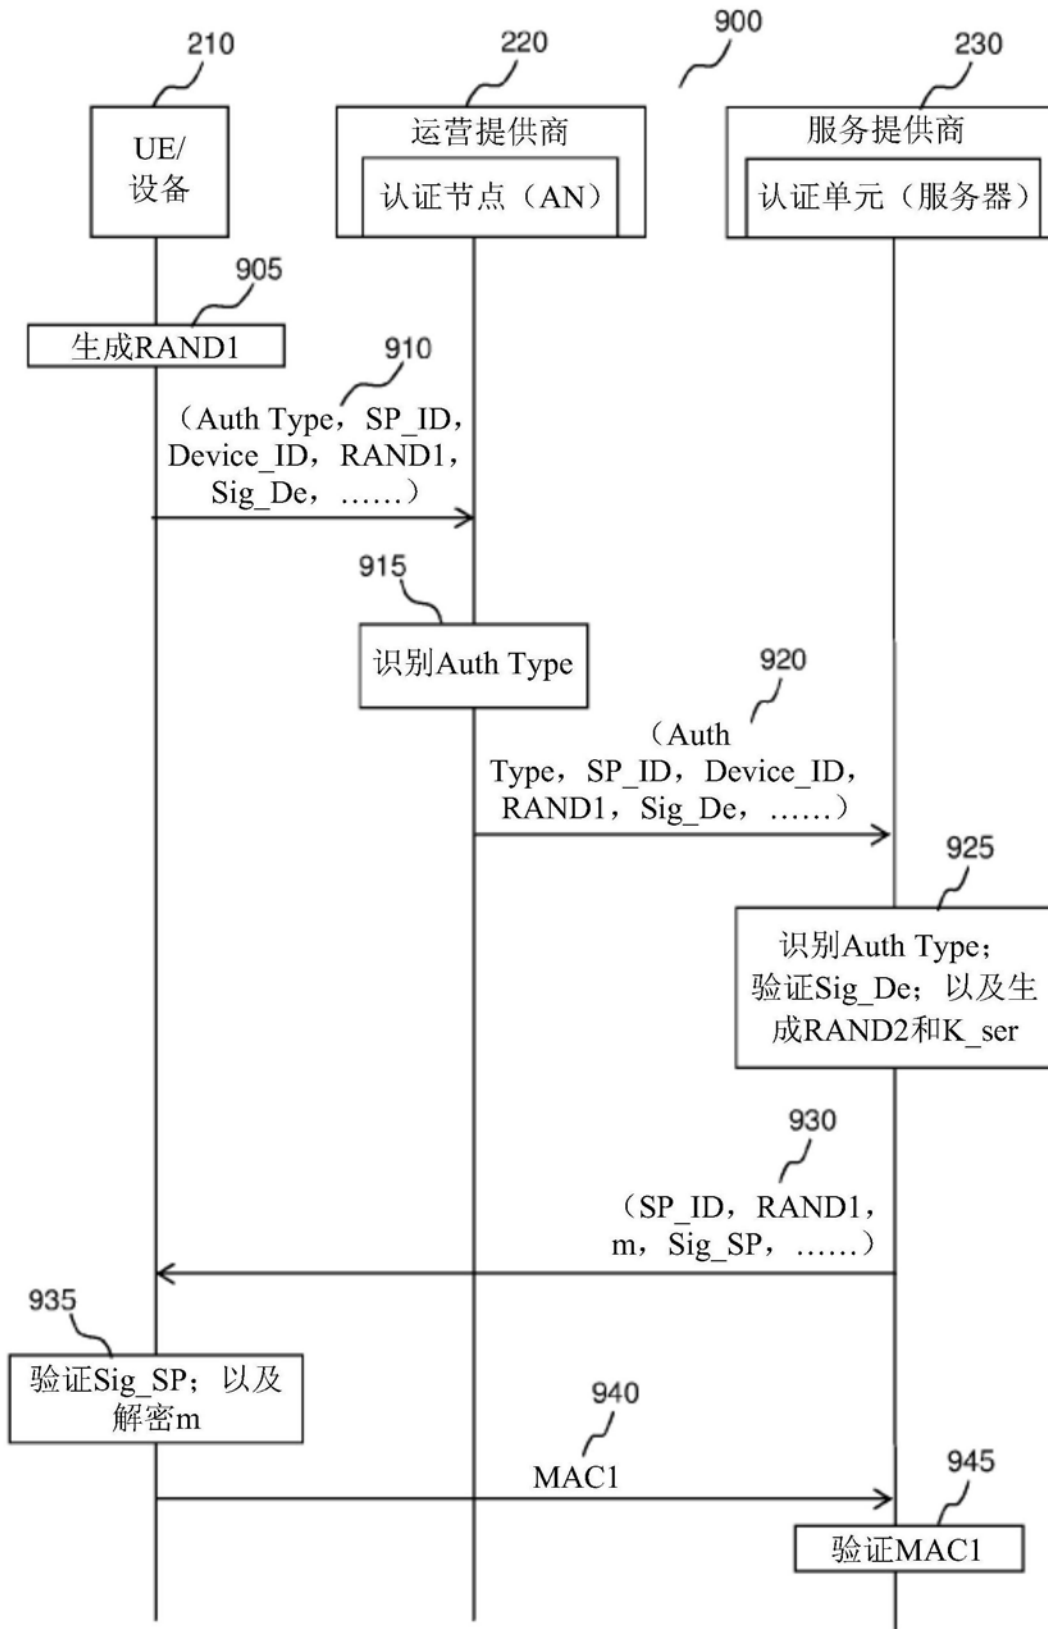 210
220
900
230
UE/
设备
运营提供商
认证节点（AN）
服务提供商
认证单元（服务器）
905
生成RAND1
910
（Auth Type，SP_ID，
Device_ID，RAND1，
Sig_De，……）
915
识别Auth Type
920
（Auth
Type，SP_ID，Device_ID，
RAND1，Sig_De，……）
925
识别Auth Type；
验证Sig_De；以及生
成RAND2和K_ser
930
（SP_ID，RAND1，
m，Sig_SP，……）
935
验证Sig_SP；以及
解密m
940
MAC1
945
验证MAC1